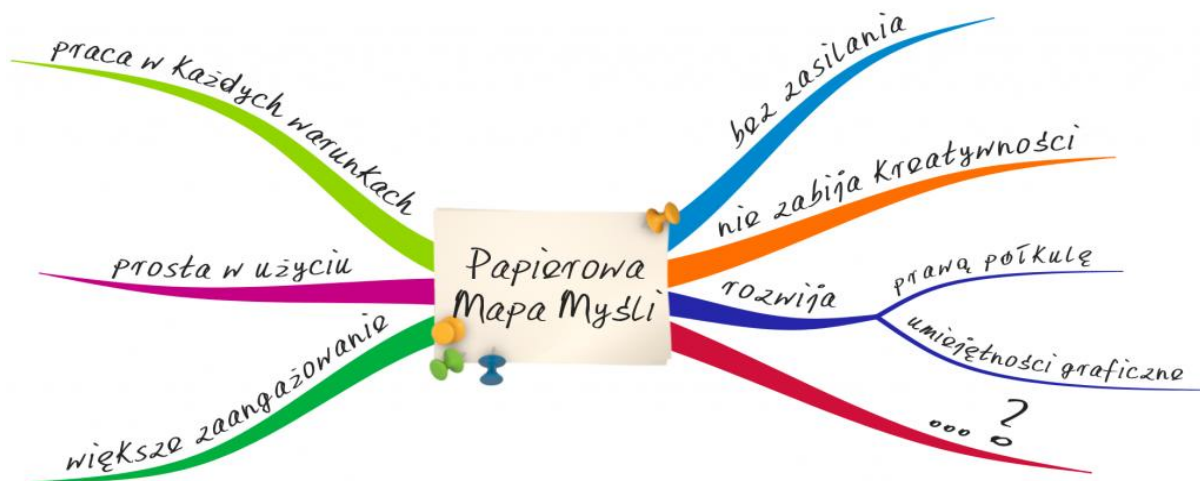 Papierowa
Mapa Myśli
praca w każdych warunkach
prosta w użyciu
większe zaangażowanie
bez zasilania
nie zabija kreatywności
rozwija
prawą półkulę
umiejętności graficzne
...?